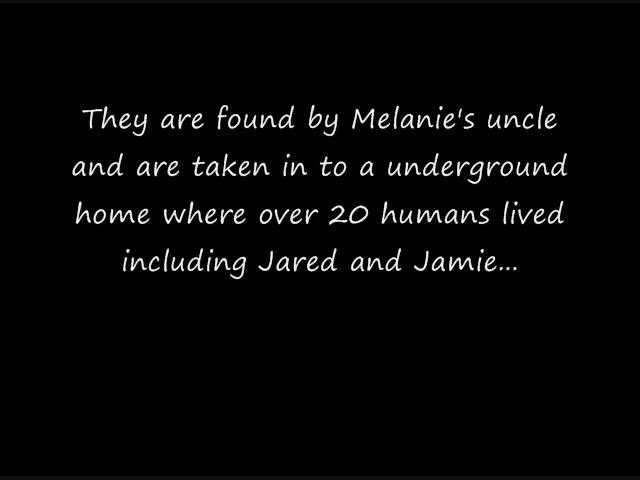 They are found by Melanie's uncle
and are taken in to a underground
home where over 20 humans lived
including Jared and Jamie...